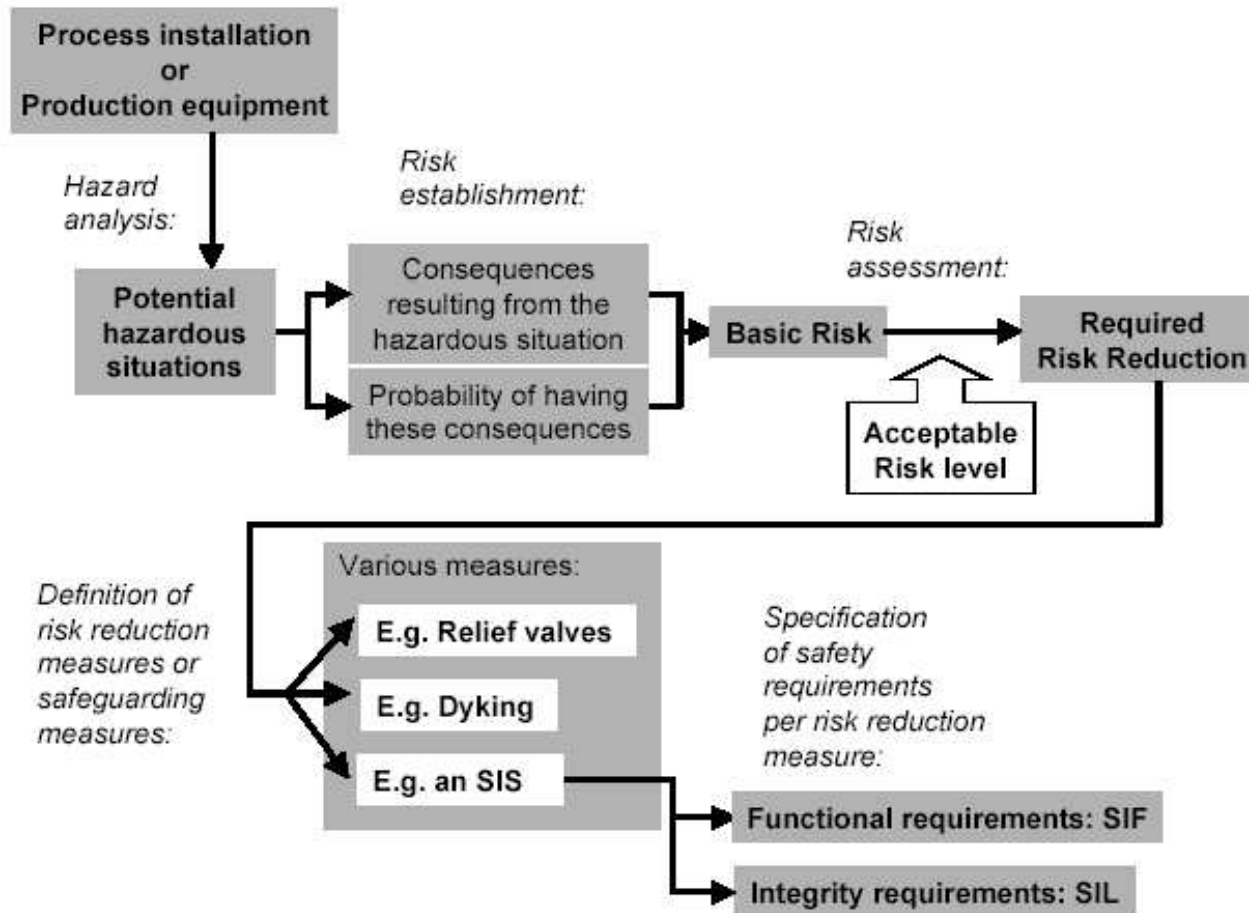 Process installation
or
Production equipment
Hazard
analysis:
Risk
establishment:
Risk
assessment:
Potential
hazardous
situations
Consequences
resulting from the
hazardous situation
Probability of having
these consequences
Basic Risk
Required
Risk Reduction
Acceptable
Risk level
Definition of
risk reduction
measures or
safeguarding
measures:
Various measures:
E.g. Relief valves
E.g. Dyking
E.g. an SIS
Specification
of safety
requirements
per risk reduction
measure:
Functional requirements: SIF
Integrity requirements: SIL